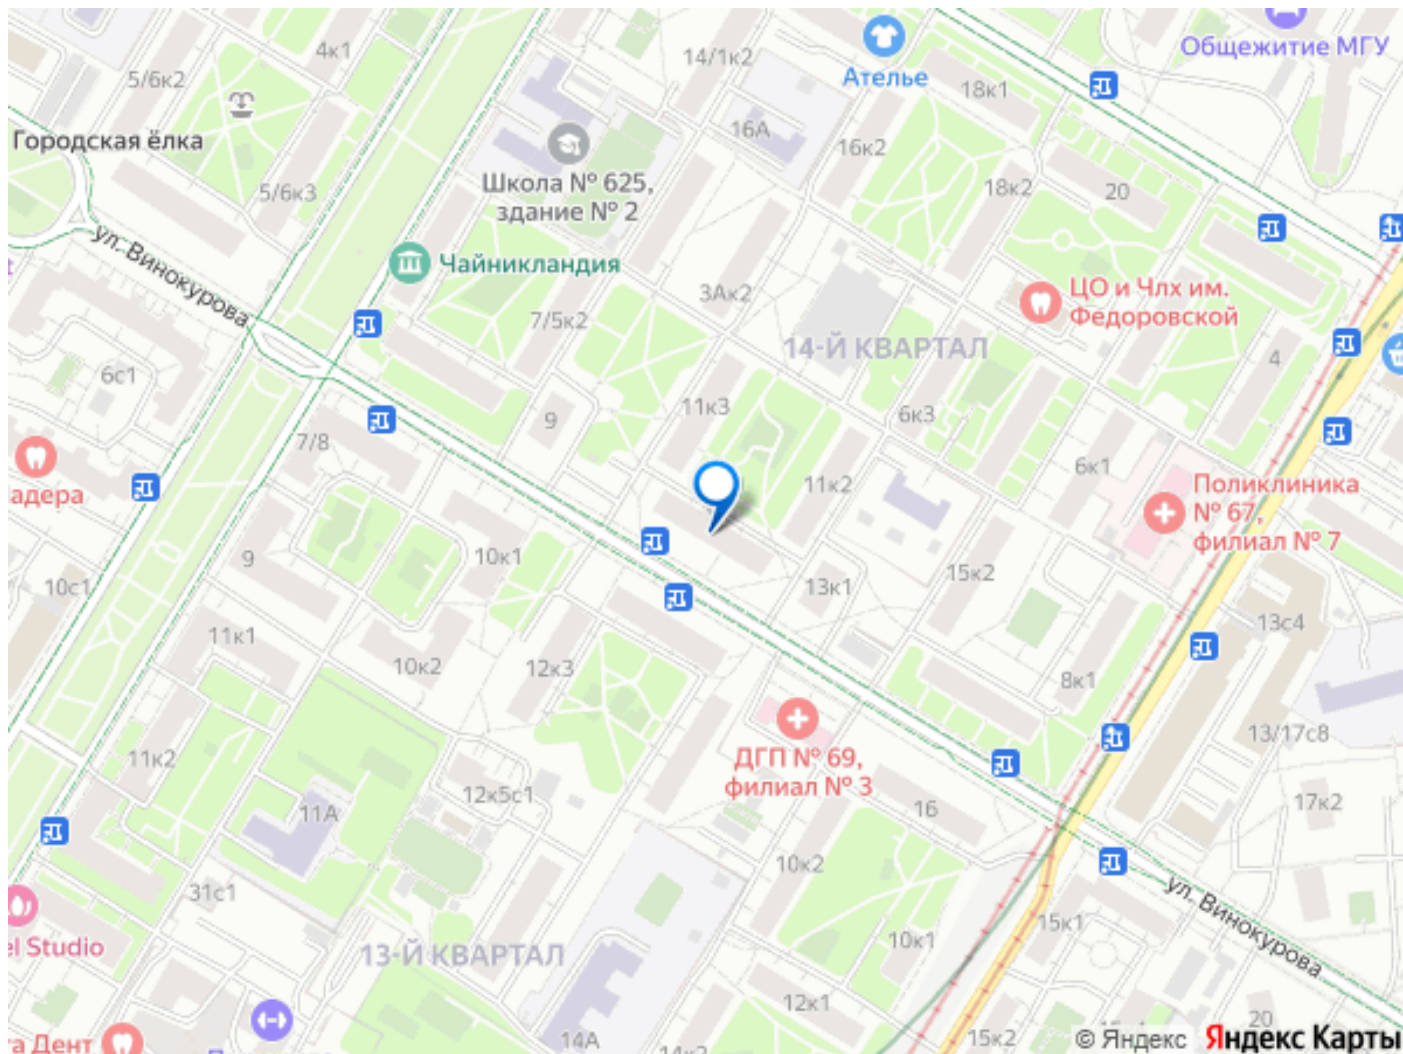 Общежитие МГУ
4к1
14/1к2
5/6к2
Ателье
18к1
16А
Городская ёлка
16к2
Школа № 625,
здание № 2
5/6к3
18к2
20
ул. Винокурова
Чайникландия
3Ак2
ЦО и Члх им.
Федоровской
7/5к2
14-Й КВАРТАЛ
4
6с1
11к3
6к3
9
7/8
6к1
адера
11к2
Поликлиника
№ 67,
филиал № 7
9
10к1
10с1
15к2
13к1
13с4
11к1
10к2
12к3
8к1
13/17с8
11к2
ДГП № 69,
филиал № 3
12к5с1
17к2
11А
16
10к2
31с1
ул. Винокурова
15к1
el Studio
13-Й КВАРТАЛ
10к1
12к1
20
14А
15к2
а Дент
© Яндекс Яндекс Карты